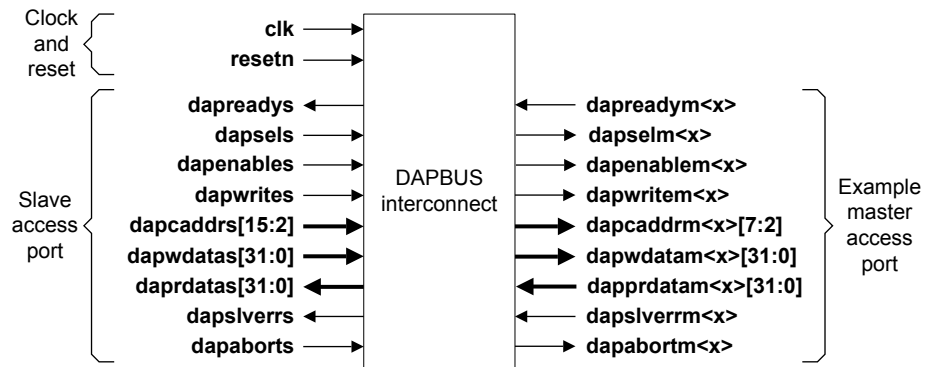 Clock
and
reset
clk
resetn
Slave
access
port
dapreadys
dapsels
dapenables
dapwrites
dapcaddrs[15:2]
dapwdatas[31:0]
daprdatas[31:0]
dapslverrs
dapaborts
DAPBUS
interconnect
dapreadym<x>
dapselm<x>
dapenablem<x>
dapwritem<x>
dapcaddrm<x>[7:2]
dapwdatam<x>[31:0]
dapprdatam<x>[31:0]
dapslverrm<x>
dapabortm<x>
Example
master
access
port